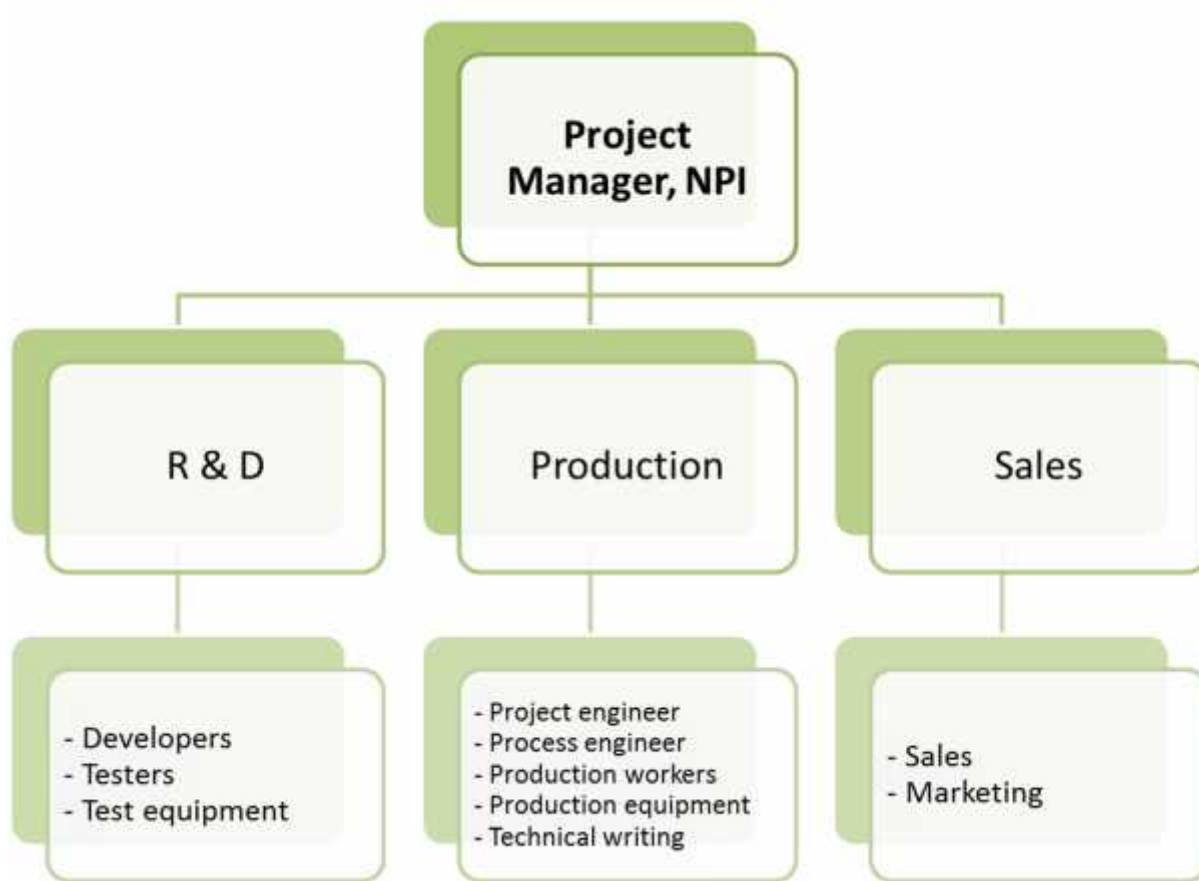 Project
Manager, NPI
R & D
Production
Sales
- Developers
- Testers
- Test equipment
- Project engineer
- Process engineer
- Production workers
- Production equipment
- Technical writing
- Sales
- Marketing